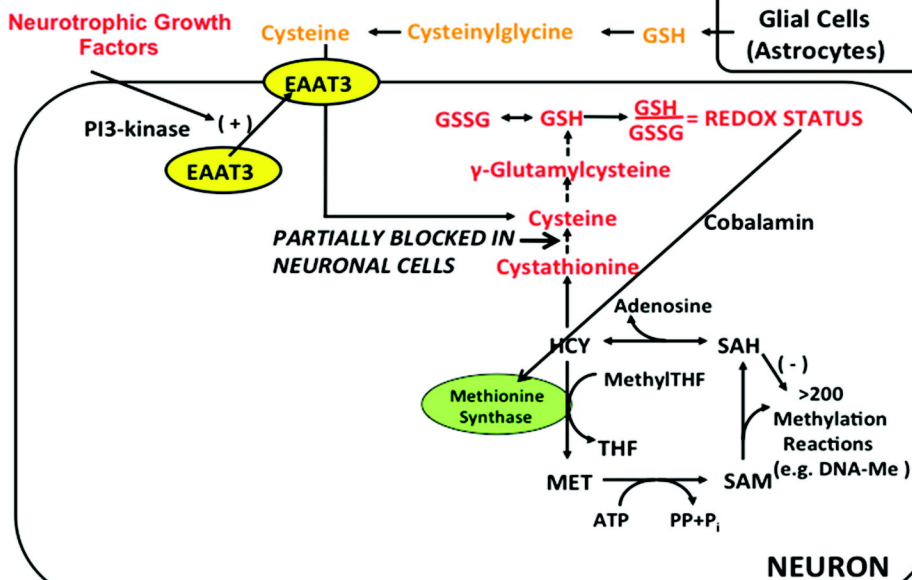 Neurotrophic Growth
Factors
Cysteine
Cysteinylglycine
GSH
Glial Cells
(Astrocytes)
EAAT3
PI3-kinase
( + )
EAAT3
GSSG
GSH
GSH
GSSG
= REDOX STATUS
γ-Glutamylcysteine
Cysteine
PARTIALLY BLOCKED IN
NEURONAL CELLS
Cystathionine
Cobalamin
Adenosine
HCY
SAH
( - )
MethylTHF
Methionine
Synthase
>200
Methylation
Reactions
(e.g. DNA-Me )
THF
MET
SAM
ATP
PP+Pi
NEURON